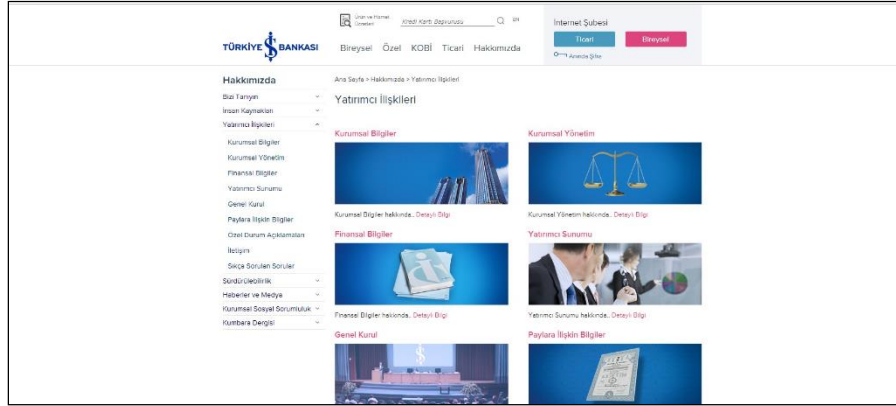 Ürün ve Hizmet
Ücretleri
Kredi Kartı Başvurusu
EN
İnternet Şubesi
Ticari
Bireysel
Anında Şifre
TÜRKİYE İŞ BANKASI
Bireysel Özel KOBİ Ticari Hakkımızda
Hakkımızda
Bizi Tanıyın
İnsan Kaynakları
Yatırımcı İlişkileri
Kurumsal Bilgiler
Kurumsal Yönetim
Finansal Bilgiler
Yatırımcı Sunumu
Genel Kurul
Paylara İlişkin Bilgiler
Özel Durum Açıklamaları
İletişim
Sıkça Sorulan Sorular
Sürdürülebilirlik
Haberler ve Medya
Kurumsal Sosyal Sorumluluk
Kumbara Dergisi
Ana Sayfa > Hakkımızda > Yatırımcı İlişkileri
Yatırımcı İlişkileri
Kurumsal Bilgiler
Kurumsal Bilgiler hakkında.. Detaylı Bilgi
Kurumsal Yönetim
Kurumsal Yönetim hakkında.. Detaylı Bilgi
Finansal Bilgiler
Finansal Bilgiler hakkında.. Detaylı Bilgi
Yatırımcı Sunumu
Yatırımcı Sunumu hakkında.. Detaylı Bilgi
Genel Kurul
Paylara İlişkin Bilgiler